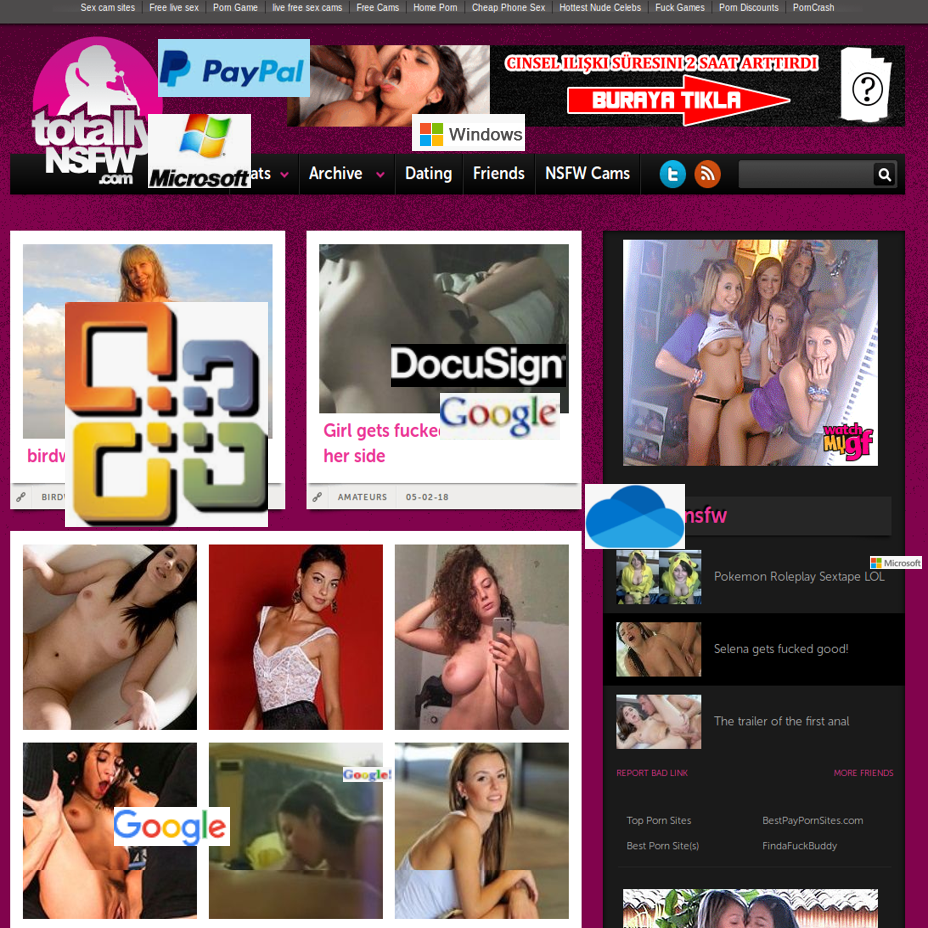 Sex cam sites
Free live sex
Porn Game
live free sex cams
Free Cams
Home Porn
Cheap Phone Sex
Hottest Nude Celebs
Fuck Games
Porn Discounts
PornCrash
PayPal
CINSEL ILIŞKI SÜRESINI 2 SAAT ARTTIRDI
BURAYA TIKLA
?
totally
NSFW
.com
Microsoft
Windows
Archive
Dating
Friends
NSFW Cams
DocuSign
Google
Girl gets
her side
AMATEURS
05-02-18
watch
my gf
nsfw
Microsoft
Pokemon Roleplay Sextape LOL
Selena gets fucked good!
The trailer of the first anal
REPORT BAD LINK
MORE FRIENDS
Google!
Google
Top Porn Sites
BestPayPornSites.com
Best Porn Site(s)
FindaFuckBuddy